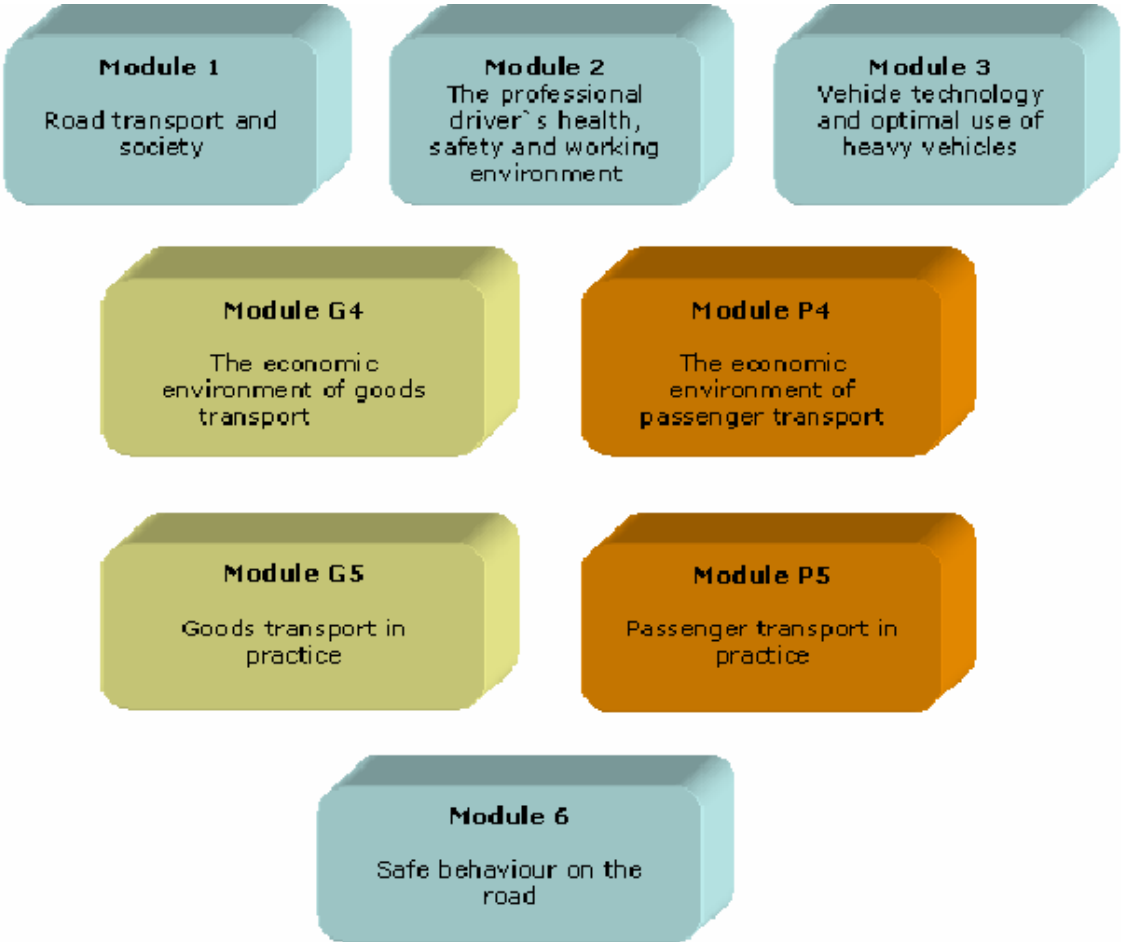 Module 1
Road transport and
society
Module 2
The professional
driver`s health,
safety and working
environment
Module 3
Vehicle technology
and optimal use of
heavy vehicles
Module G4
The economic
environment of goods
transport
Module P4
The economic
environment of
passenger transport
Module G5
Goods transport in
practice
Module P5
Passenger transport in
practice
Module 6
Safe behaviour on the
road